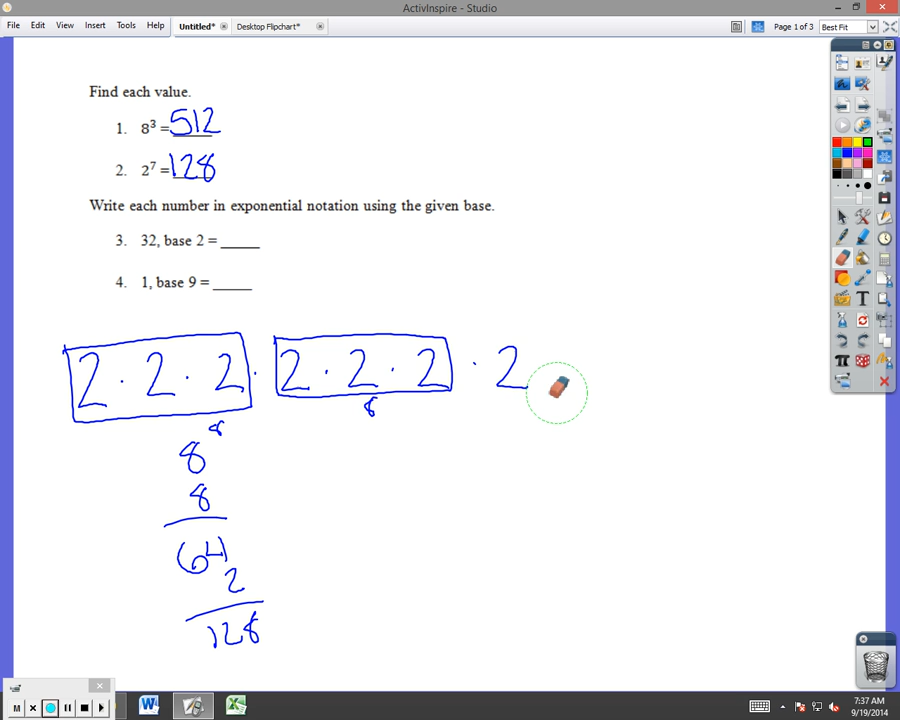 ActivInspire - Studio
File Edit View Insert Tools Help Untitled* Desktop Flipchart* Page 1 of 3 Best Fit
Find each value.
1. 8³ = 512
2. 2⁷ = 128
Write each number in exponential notation using the given base.
3. 32, base 2 = _____
4. 1, base 9 = _____
2 · 2 · 2 · 2 · 2 · 2 · 2
8 8
8
8
64
2
128
M
7:37 AM
9/19/2014